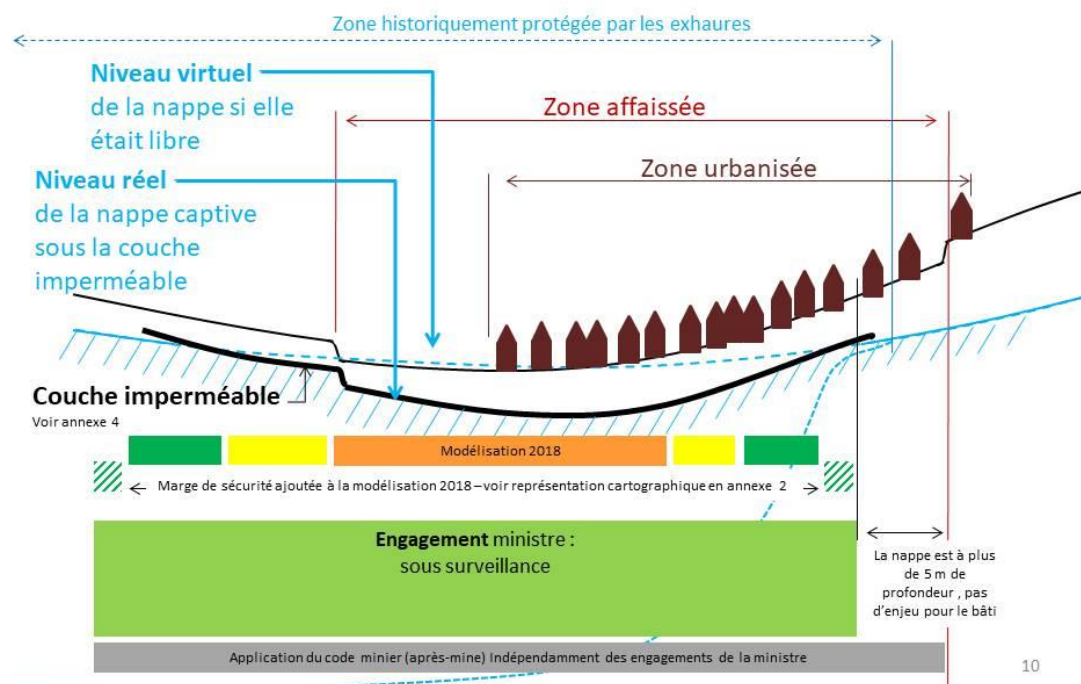 Zone historiquement protégée par les exhaures
Niveau virtuel
de la nappe si elle
était libre
Zone affaissée
Zone urbanisée
Niveau réel
de la nappe captive
sous la couche
imperméable
Couche imperméable
Voir annexe 4
Modélisation 2018
Marge de sécurité ajoutée à la modélisation 2018 – voir représentation cartographique en annexe 2
Engagement ministre :
sous surveillance
La nappe est à plus
de 5 m de
profondeur , pas
d'enjeu pour le bâti
Application du code minier (après-mine) Indépendamment des engagements de la ministre
10